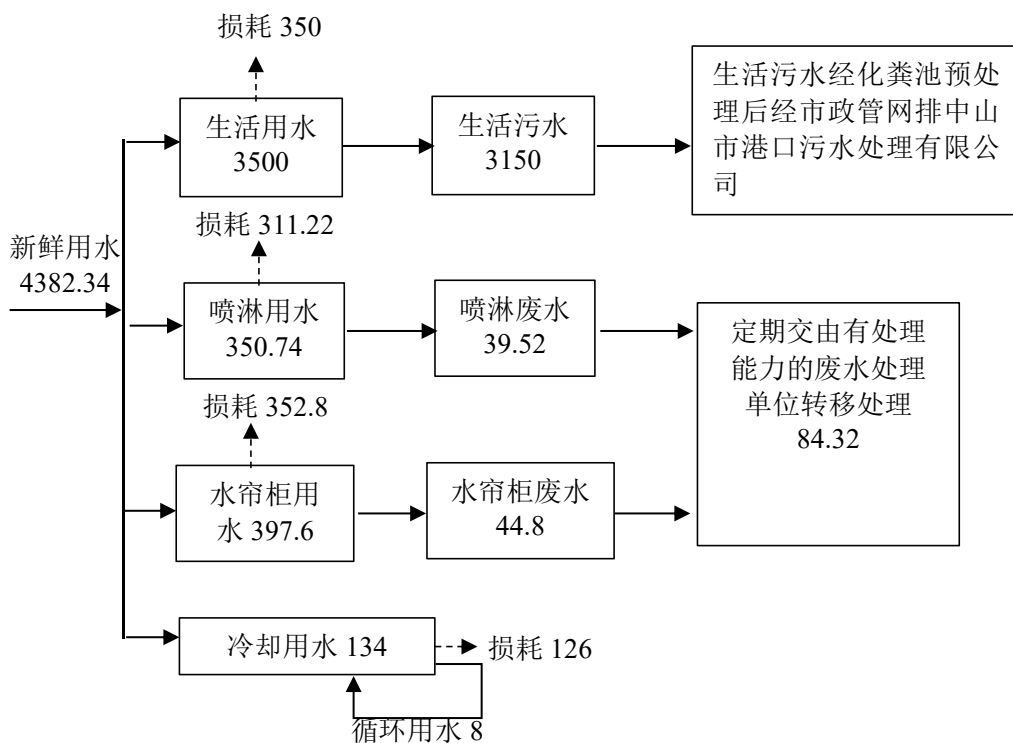 损耗 350
生活用水
3500
生活污水
3150
生活污水经化粪池预处
理后经市政管网排中山
市港口污水处理有限公
司
损耗 311.22
新鲜用水
4382.34
喷淋用水
350.74
喷淋废水
39.52
定期交由有处理
能力的废水处理
单位转移处理
84.32
损耗 352.8
水帘柜用
水 397.6
水帘柜废水
44.8
冷却用水 134
损耗 126
循环用水 8